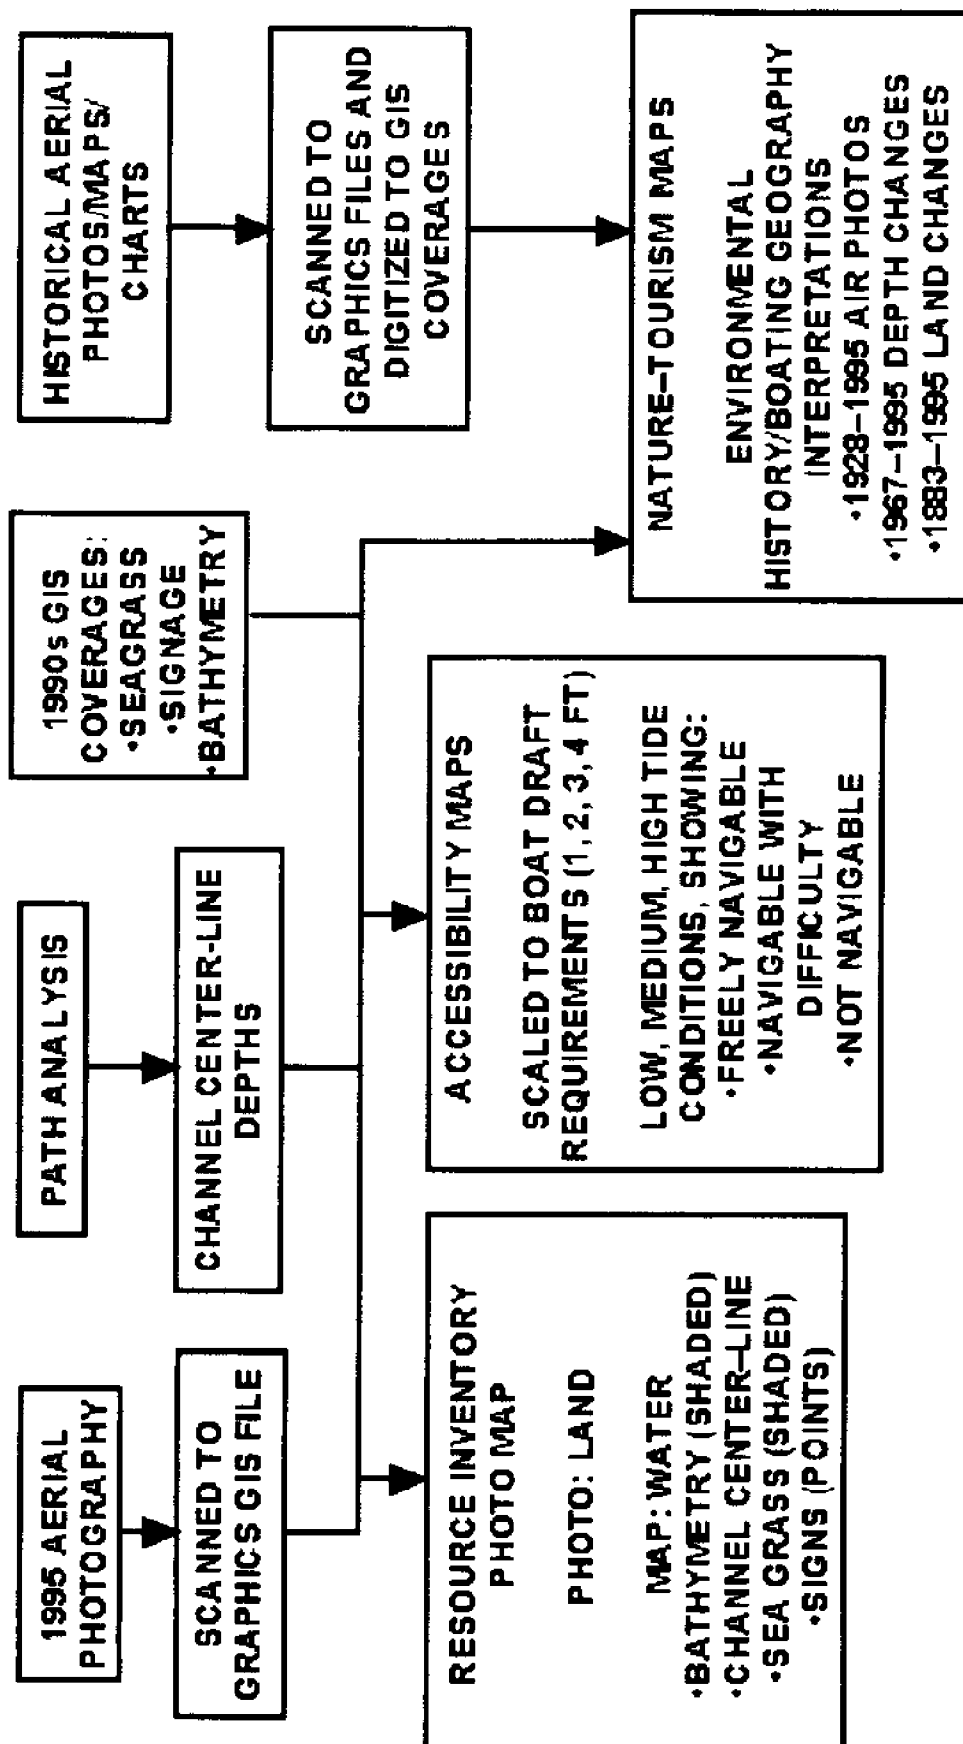 1995 AERIAL
PHOTOGRAPHY
SCANNED TO
GRAPHICS GIS FILE
RESOURCE INVENTORY
PHOTO MAP
PHOTO: LAND
MAP: WATER
•BATHYMETRY (SHADED)
•CHANNEL CENTER–LINE
•SEA GRASS (SHADED)
•SIGNS (POINTS)
PATH ANALYSIS
CHANNEL CENTER-LINE
DEPTHS
ACCESSIBILITY MAPS
SCALED TO BOAT DRAFT
REQUIREMENTS (1, 2, 3, 4 FT)
LOW, MEDIUM, HIGH TIDE
CONDITIONS, SHOWING:
•FREELY NAVIGABLE
•NAVIGABLE WITH
DIFFICULTY
•NOT NAVIGABLE
1990s GIS
COVERAGES:
•SEAGRASS
•SIGNAGE
•BATHYMETRY
HISTORICAL AERIAL
PHOTOS/MAPS/
CHARTS
SCANNED TO
GRAPHICS FILES AND
DIGITIZED TO GIS
COVERAGES
NATURE–TOURISM MAPS
ENVIRONMENTAL
HISTORY/BOATING GEOGRAPHY
INTERPRETATIONS
•1928–1995 AIR PHOTOS
•1967–1995 DEPTH CHANGES
•1883–1995 LAND CHANGES